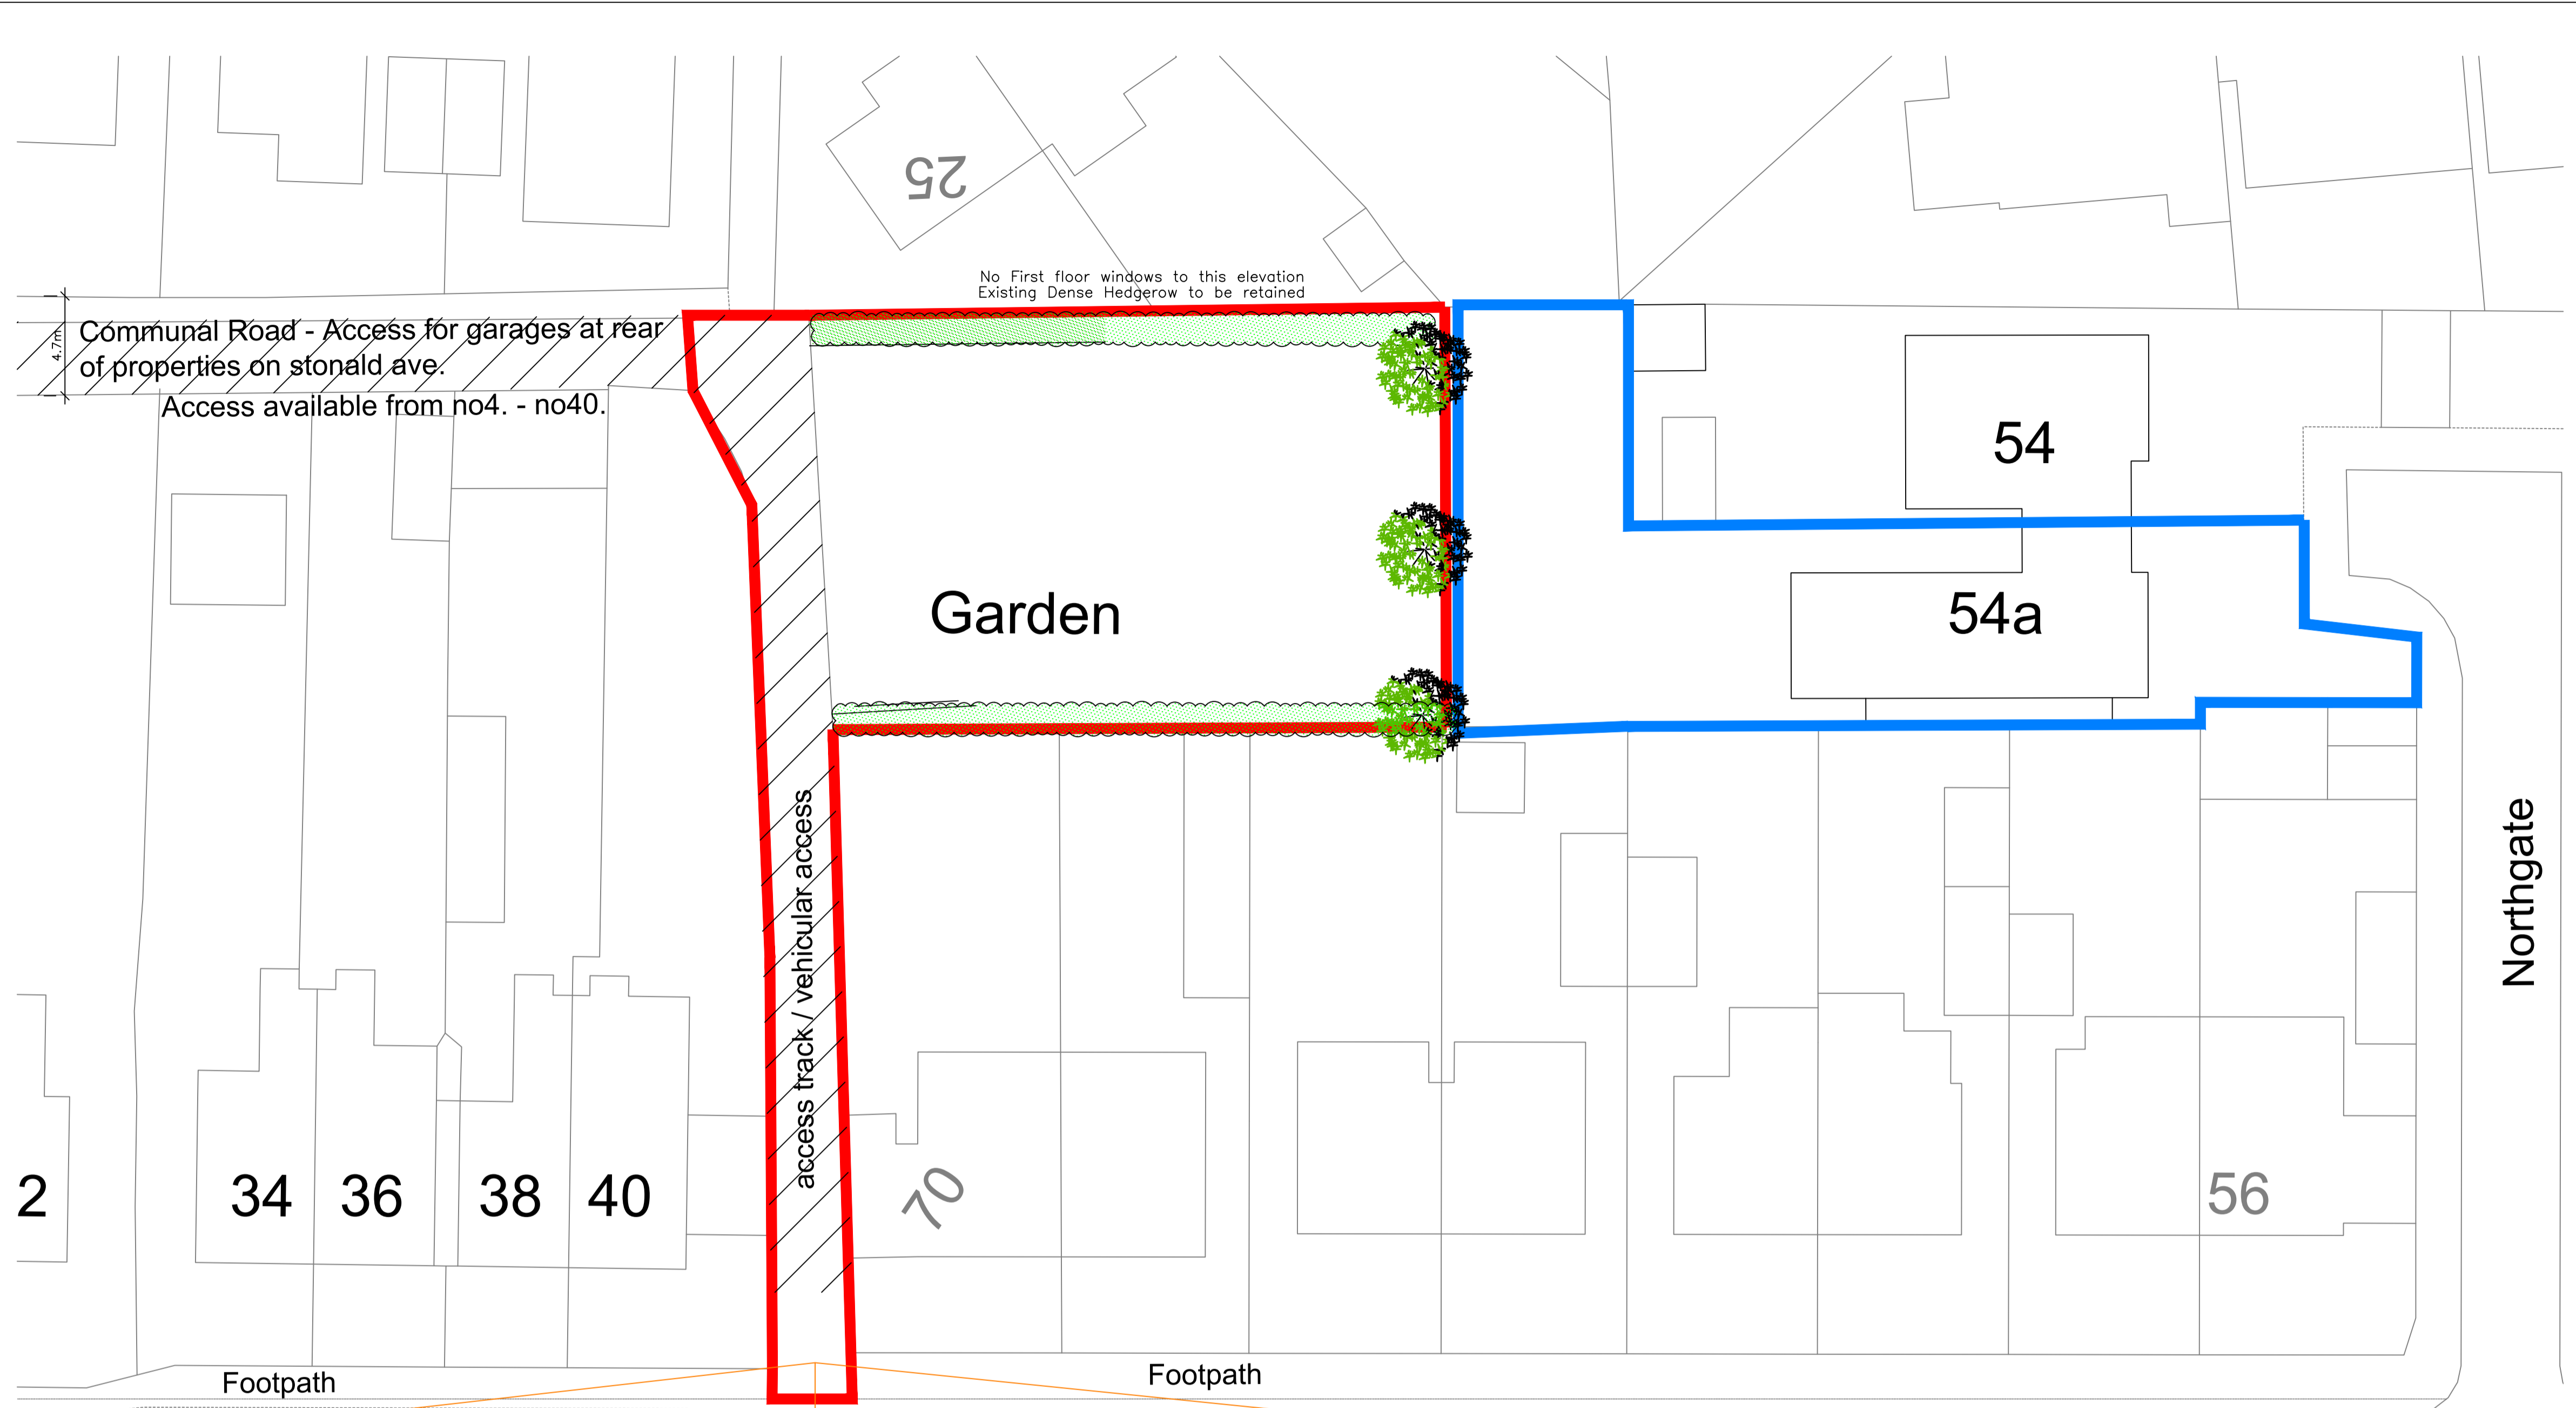 25
No First floor windows to this elevation
Existing Dense Hedgerow to be retained
4.7m
Communal Road - Access for garages at rear
of properties on stonald ave.
Access available from no4. - no40.
54
Garden
54a
access track / vehicular access
Northgate
2
34
36
38
40
70
56
Footpath
Footpath